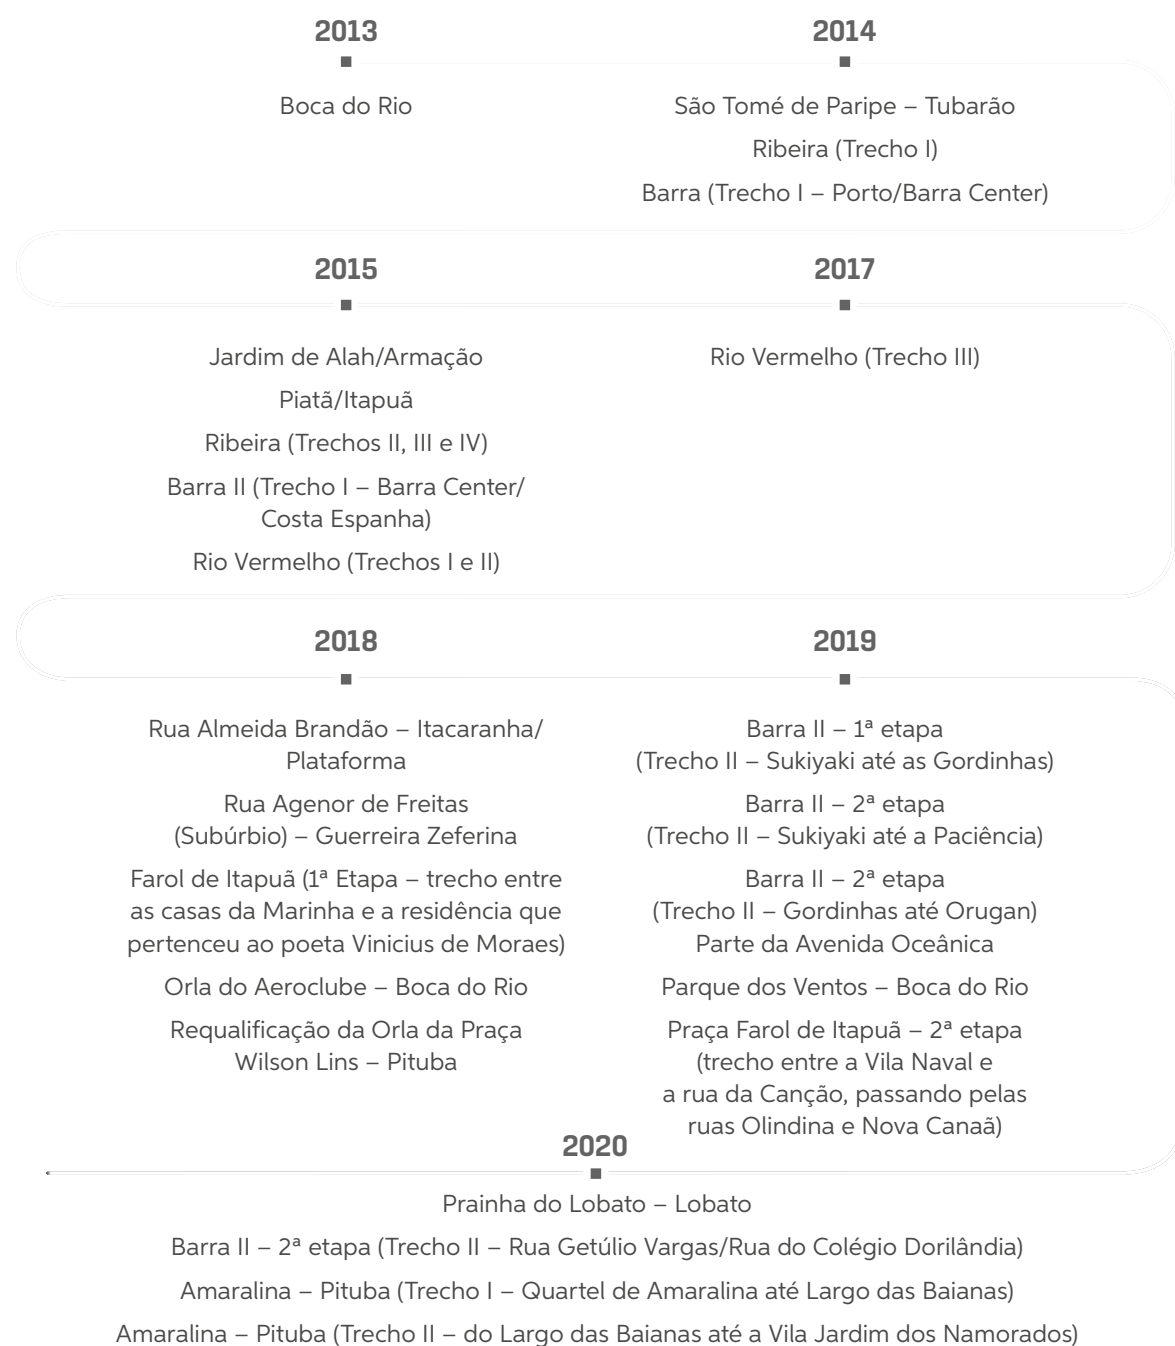 2013
Boca do Rio
2014
São Tomé de Paripe – Tubarão
Ribeira (Trecho I)
Barra (Trecho I – Porto/Barra Center)
2015
Jardim de Alah/Armação
Piatã/Itapuã
Ribeira (Trechos II, III e IV)
Barra II (Trecho I – Barra Center/
Costa Espanha)
Rio Vermelho (Trechos I e II)
2017
Rio Vermelho (Trecho III)
2018
Rua Almeida Brandão – Itacaranha/
Plataforma
Rua Agenor de Freitas
(Subúrbio) – Guerreira Zeferina
Farol de Itapuã (1ª Etapa – trecho entre
as casas da Marinha e a residência que
pertenceu ao poeta Vinicius de Moraes)
Orla do Aeroclube – Boca do Rio
Requalificação da Orla da Praça
Wilson Lins – Pituba
2019
Barra II – 1ª etapa
(Trecho II – Sukiyaki até as Gordinhas)
Barra II – 2ª etapa
(Trecho II – Sukiyaki até a Paciência)
Barra II – 2ª etapa
(Trecho II – Gordinhas até Orugan)
Parte da Avenida Oceânica
Parque dos Ventos – Boca do Rio
Praça Farol de Itapuã – 2ª etapa
(trecho entre a Vila Naval e
a rua da Canção, passando pelas
ruas Olindina e Nova Canaã)
2020
Prainha do Lobato – Lobato
Barra II – 2ª etapa (Trecho II – Rua Getúlio Vargas/Rua do Colégio Dorilândia)
Amaralina – Pituba (Trecho I – Quartel de Amaralina até Largo das Baianas)
Amaralina – Pituba (Trecho II – do Largo das Baianas até a Vila Jardim dos Namorados)